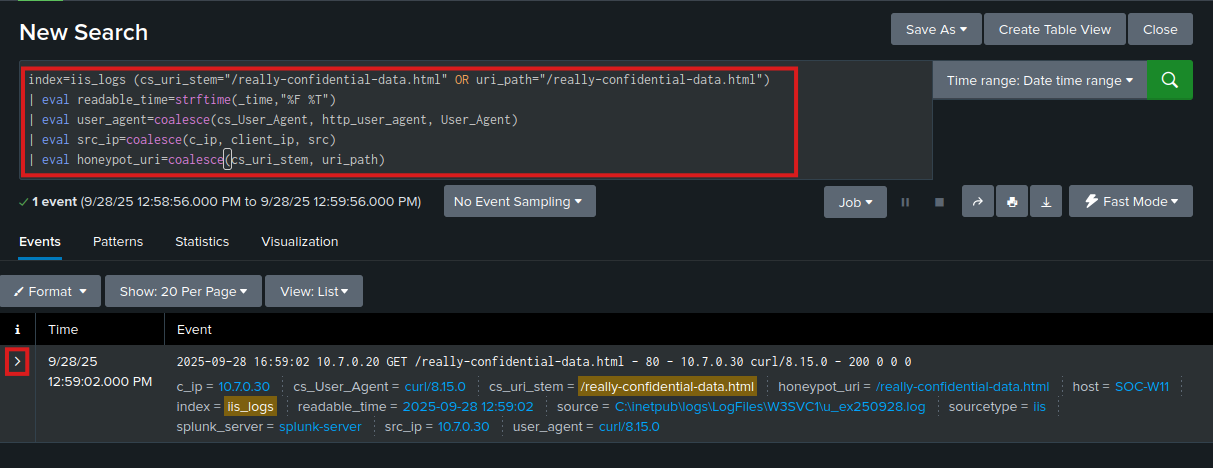 New Search
Save As
Create Table View
Close
index=iis_logs (cs_uri_stem="/really-confidential-data.html" OR uri_path="/really-confidential-data.html")
| eval readable_time=strftime(_time,"%F %T")
| eval user_agent=coalesce(cs_User_Agent, http_user_agent, User_Agent)
| eval src_ip=coalesce(c_ip, client_ip, src)
| eval honeypot_uri=coalesce(cs_uri_stem, uri_path)
Time range: Date time range
1 event (9/28/25 12:58:56.000 PM to 9/28/25 12:59:56.000 PM)
No Event Sampling
Job
Fast Mode
Events
Patterns
Statistics
Visualization
Format
Show: 20 Per Page
View: List
i
Time
Event
9/28/25
12:59:02.000 PM
2025-09-28 16:59:02 10.7.0.20 GET /really-confidential-data.html - 80 - 10.7.0.30 curl/8.15.0 - 200 0 0 0
c_ip = 10.7.0.30 cs_User_Agent = curl/8.15.0 cs_uri_stem = /really-confidential-data.html honeypot_uri = /really-confidential-data.html host = SOC-W11
index = iis_logs readable_time = 2025-09-28 12:59:02 source = C:\inetpub\logs\LogFiles\W3SVC1\u_ex250928.log sourcetype = iis
splunk_server = splunk-server src_ip = 10.7.0.30 user_agent = curl/8.15.0